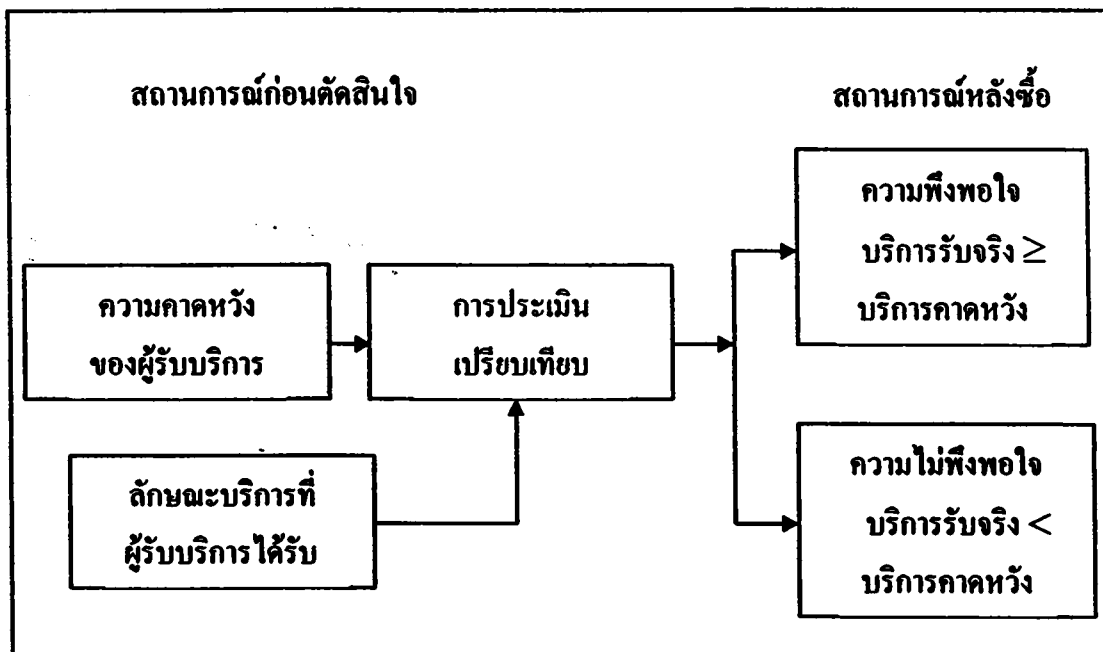 สถานการณ์ก่อนตัดสินใจ
สถานการณ์หลังซื้อ
ความคาดหวัง
ของผู้รับบริการ
การประเมิน
เปรียบเทียบ
ลักษณะบริการที่
ผู้รับบริการได้รับ
ความพึงพอใจ
บริการรับจริง ≥
บริการคาดหวัง
ความไม่พึงพอใจ
บริการรับจริง <
บริการคาดหวัง